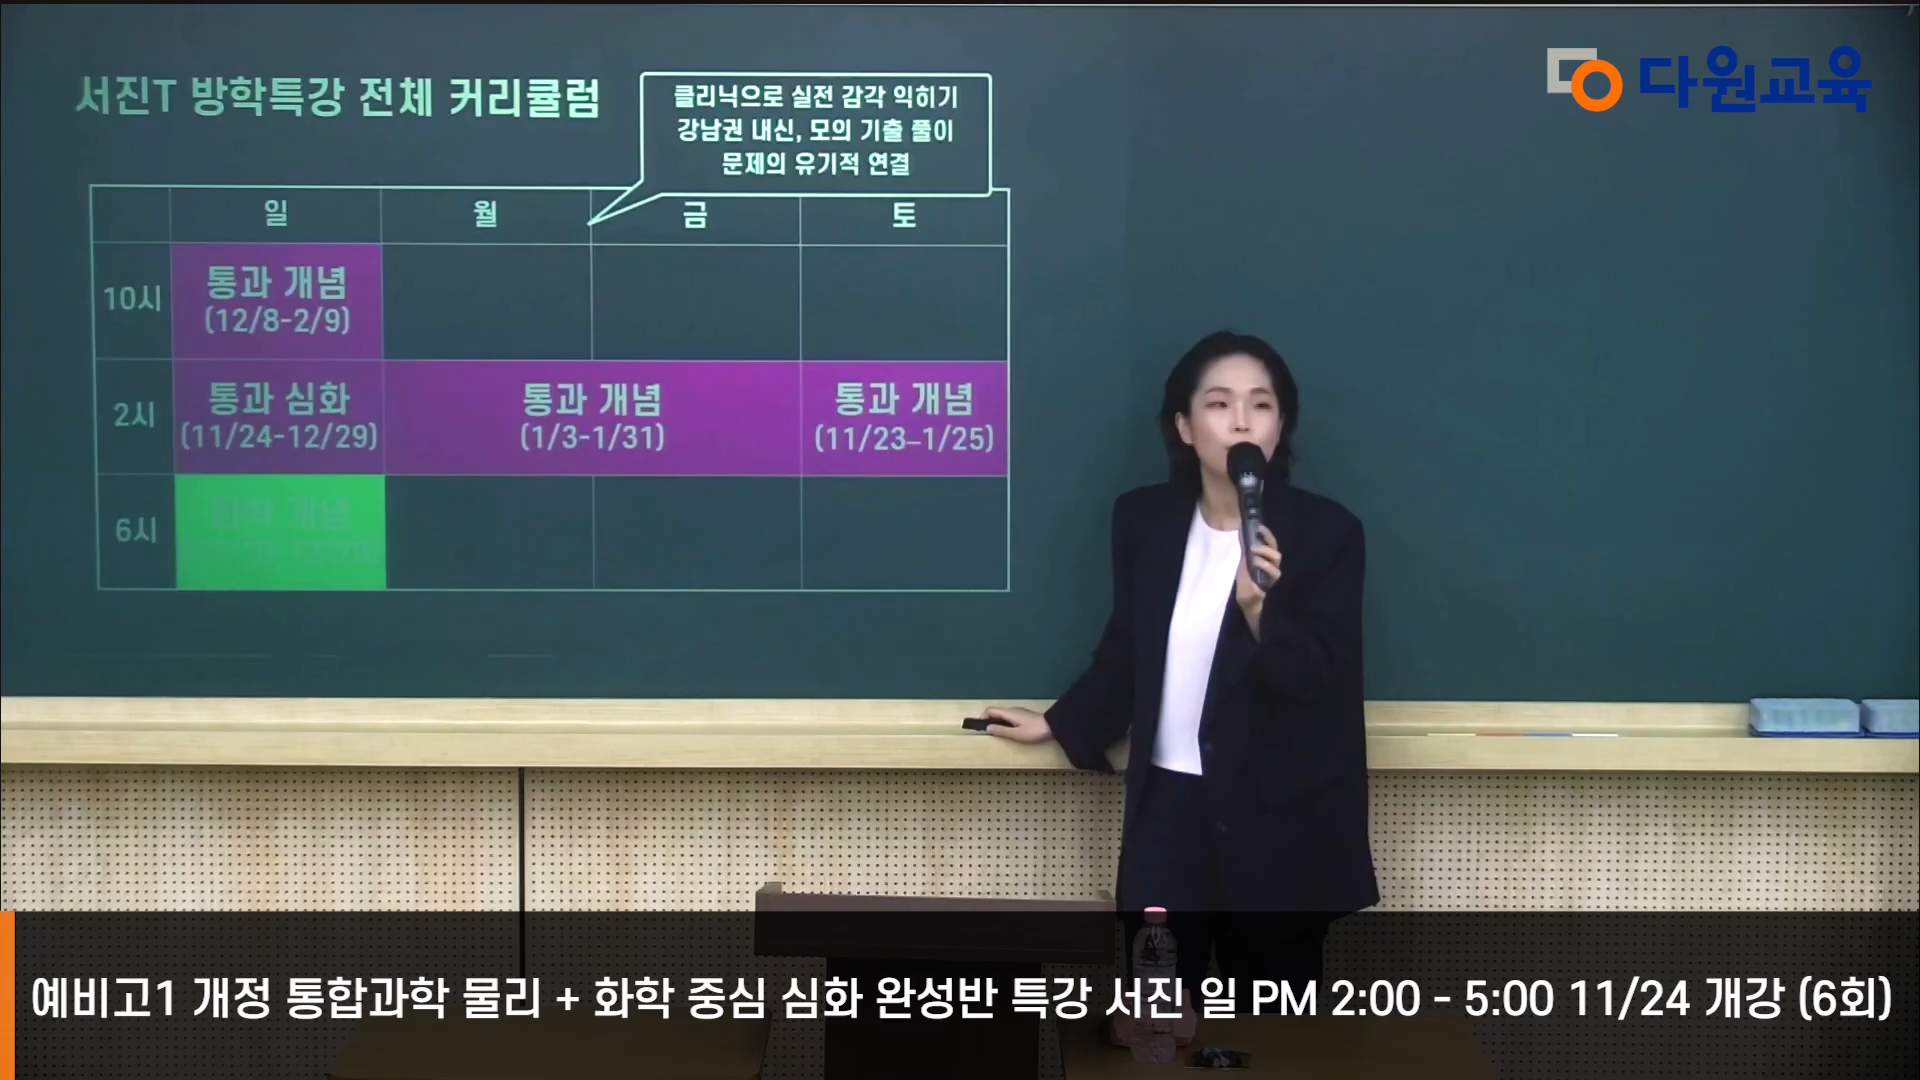 다원교육
서진T 방학특강 전체 커리큘럼
클리닉으로 실전 감각 익히기
강남권 내신, 모의 기출 풀이
문제의 유기적 연결
일 월 금 토
10시
통과 개념
(12/8-2/9)
2시
통과 심화
(11/24-12/29)
통과 개념
(1/3-1/31)
통과 개념
(11/23–1/25)
6시
개념
예비고1 개정 통합과학 물리 + 화학 중심 심화 완성반 특강 서진 일 PM 2:00 - 5:00 11/24 개강 (6회)